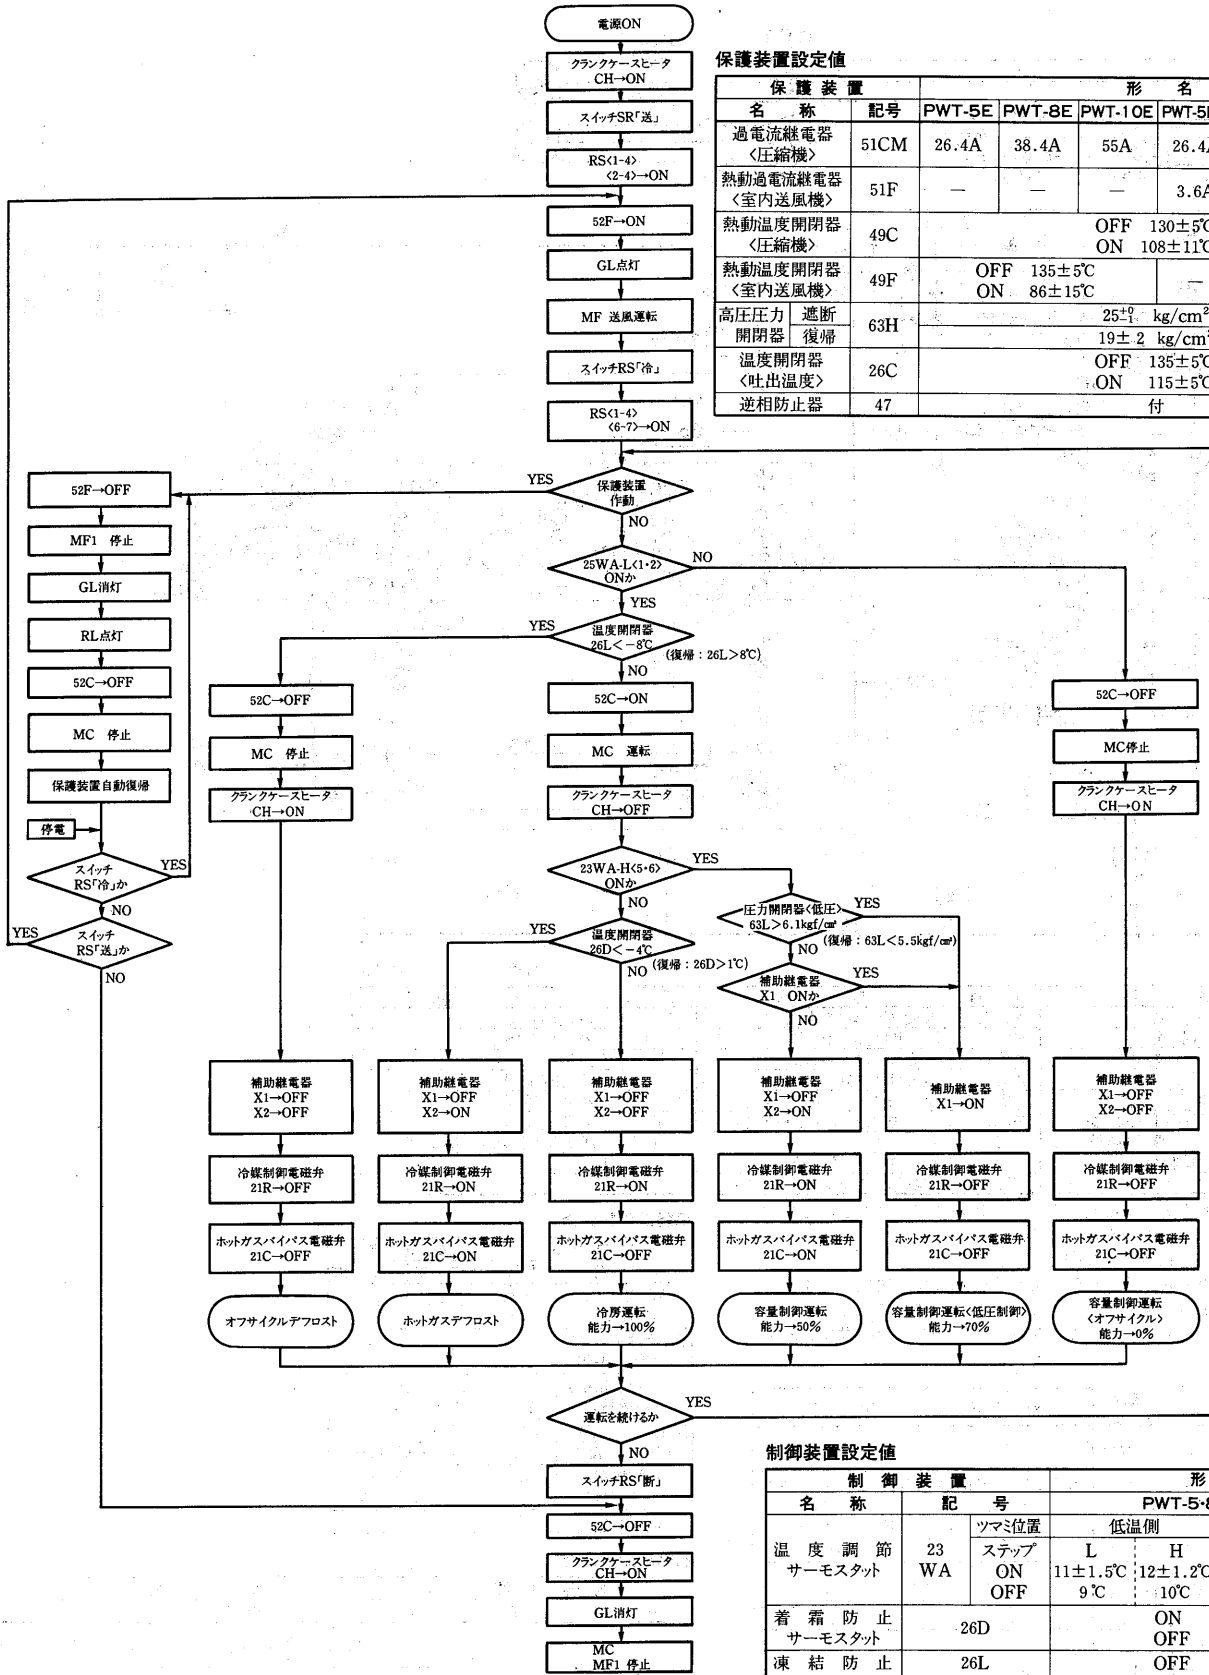 電源ON
クランクケースヒータ
CH→ON
スイッチSR「送」
RS<1-4>
<2-4>→ON
52F→ON
GL点灯
MF 送風運転
スイッチRS「冷」
RS<1-4>
<6-7>→ON
保護装置設定値
保護装置 形名
名称 記号 PWT-5E PWT-8E PWT-10E
過電流継電器
<圧縮機> 51CM 26.4A 38.4A 55A 26.4A
熱動過電流継電器
<室内送風機> 51F — — — 3.6A
熱動温度開閉器
<圧縮機> 49C OFF 130±5℃
ON 108±11℃
熱動温度開閉器
<室内送風機> 49F OFF 135±5℃ —
ON 86±15℃
高圧圧力 遮断 63H 25±0/1 kg/cm²
開閉器 復帰 19±2 kg/cm²
温度開閉器
<吐出温度> 26C OFF 135±5℃
ON 115±5℃
逆相防止器 47 付
保護装置
作動
YES
NO
52F→OFF
MF1 停止
GL消灯
RL点灯
52C→OFF
MC 停止
保護装置自動復帰
停電
スイッチ
RS「冷」か
YES
NO
スイッチ
RS「送」か
YES
NO
25WA-L<1・2>
ONか
NO
YES
温度開閉器
26L<−8℃
(復帰：26L>8℃)
YES
NO
52C→OFF
MC 停止
クランクケースヒータ
CH→ON
52C→ON
MC 運転
クランクケースヒータ
CH→OFF
52C→OFF
MC停止
クランクケースヒータ
CH→ON
23WA-H<5・6>
ONか
YES
NO
圧力開閉器<低圧>
63L>6.1kgf/cm²
(復帰：63L<5.5kgf/cm²)
YES
NO
温度開閉器
26D<−4℃
(復帰：26D>1℃)
YES
NO
補助継電器
X1 ONか
YES
NO
補助継電器
X1→OFF
X2→OFF
冷媒制御電磁弁
21R→OFF
ホットガスバイパス電磁弁
21C→OFF
オフサイクルデフロスト
補助継電器
X1→OFF
X2→ON
冷媒制御電磁弁
21R→ON
ホットガスバイパス電磁弁
21C→ON
ホットガスデフロスト
補助継電器
X1→OFF
X2→OFF
冷媒制御電磁弁
21R→ON
ホットガスバイパス電磁弁
21C→OFF
冷房運転
能力→100%
補助継電器
X1→OFF
X2→ON
冷媒制御電磁弁
21R→ON
ホットガスバイパス電磁弁
21C→ON
容量制御運転
能力→50%
補助継電器
X1→ON
冷媒制御電磁弁
21R→OFF
ホットガスバイパス電磁弁
21C→OFF
容量制御運転<低圧制御>
能力→70%
補助継電器
X1→OFF
X2→OFF
冷媒制御電磁弁
21R→OFF
ホットガスバイパス電磁弁
21C→OFF
容量制御運転
<オフサイクル>
能力→0%
運転を続けるか
YES
NO
スイッチRS「断」
52C→OFF
クランクケースヒータ
CH→ON
GL消灯
MC
MF1 停止
制御装置設定値
制御装置 形
名称 記号 PWT-5・8
ツマミ位置 低温側
温度調節 23 ステップ L H
サーモスタット WA ON 11±1.5℃ 12±1.2℃
OFF 9℃ 10℃
着霜防止 26D ON
サーモスタット OFF
凍結防止 26L OFF